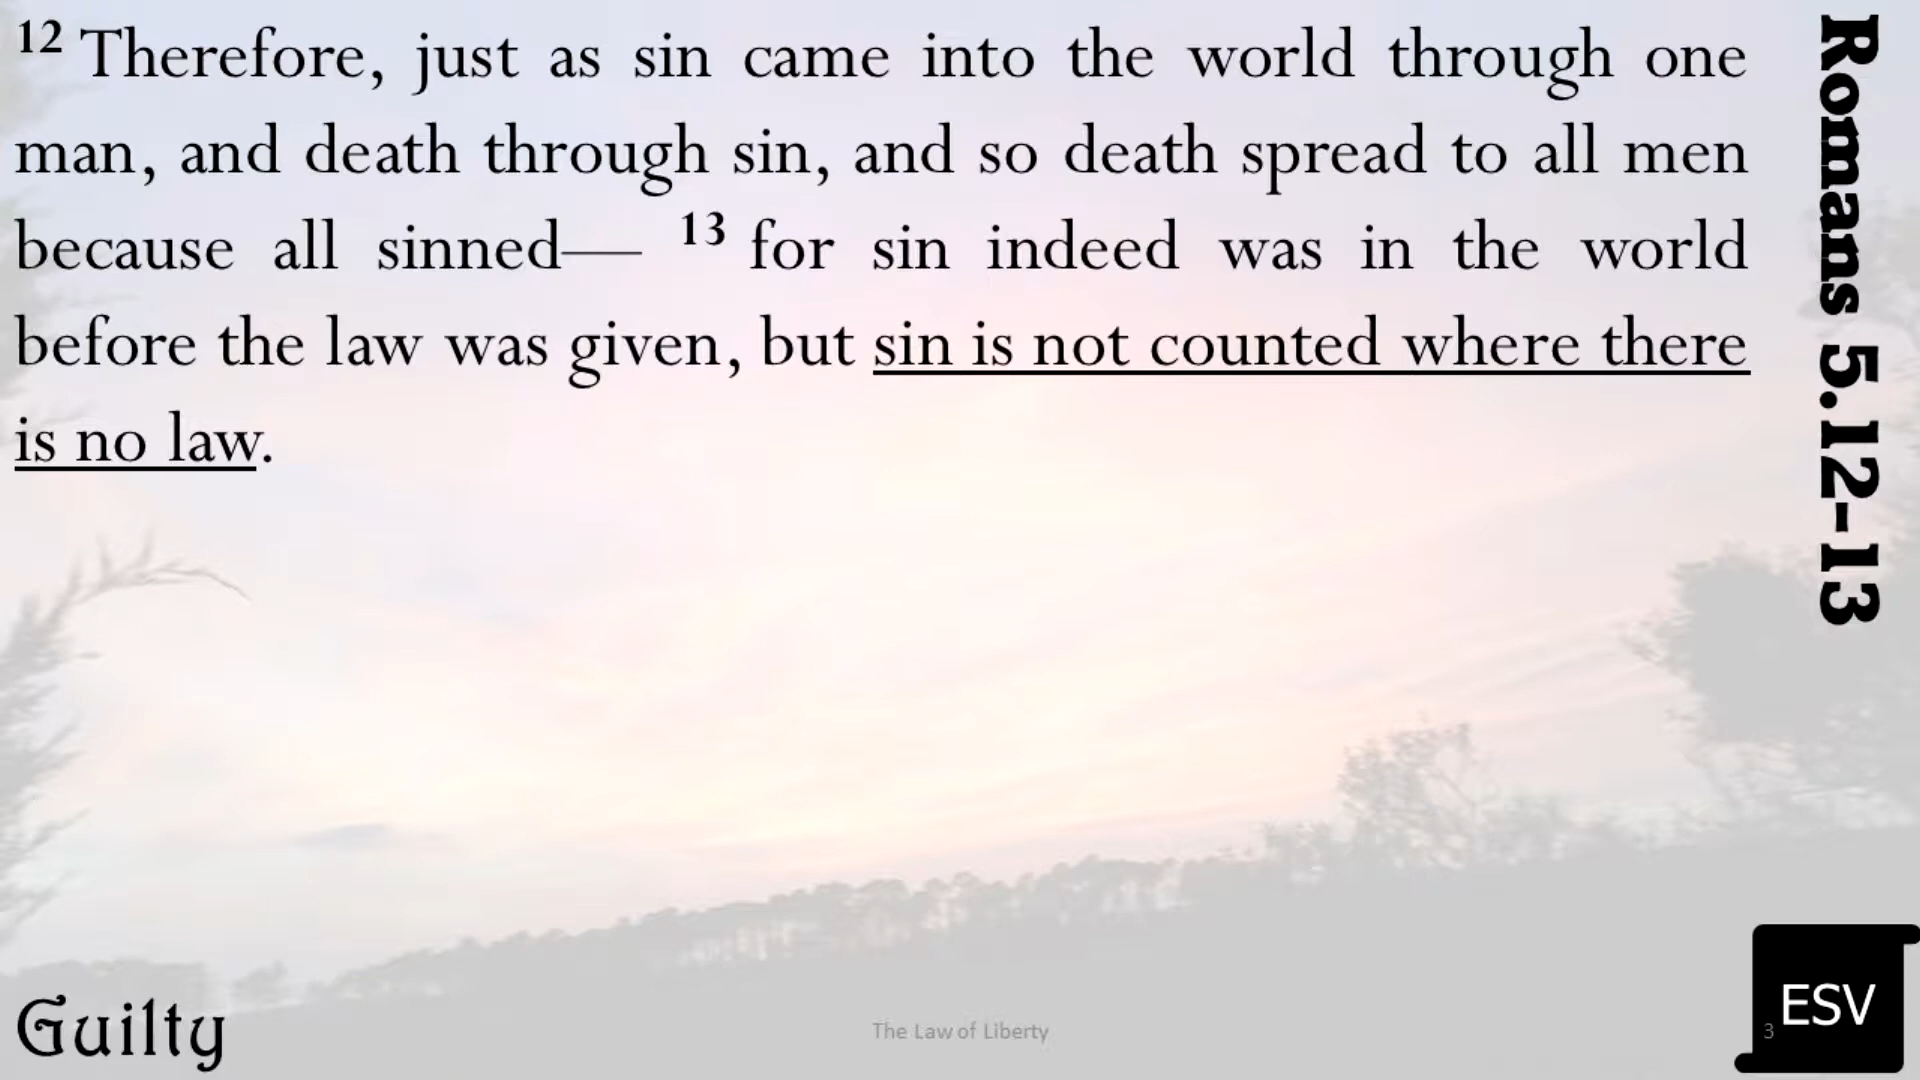 12 Therefore, just as sin came into the world through one
man, and death through sin, and so death spread to all men
because all sinned— 13 for sin indeed was in the world
before the law was given, but sin is not counted where there
is no law.
Romans 5.12-13
Guilty
The Law of Liberty
3
ESV